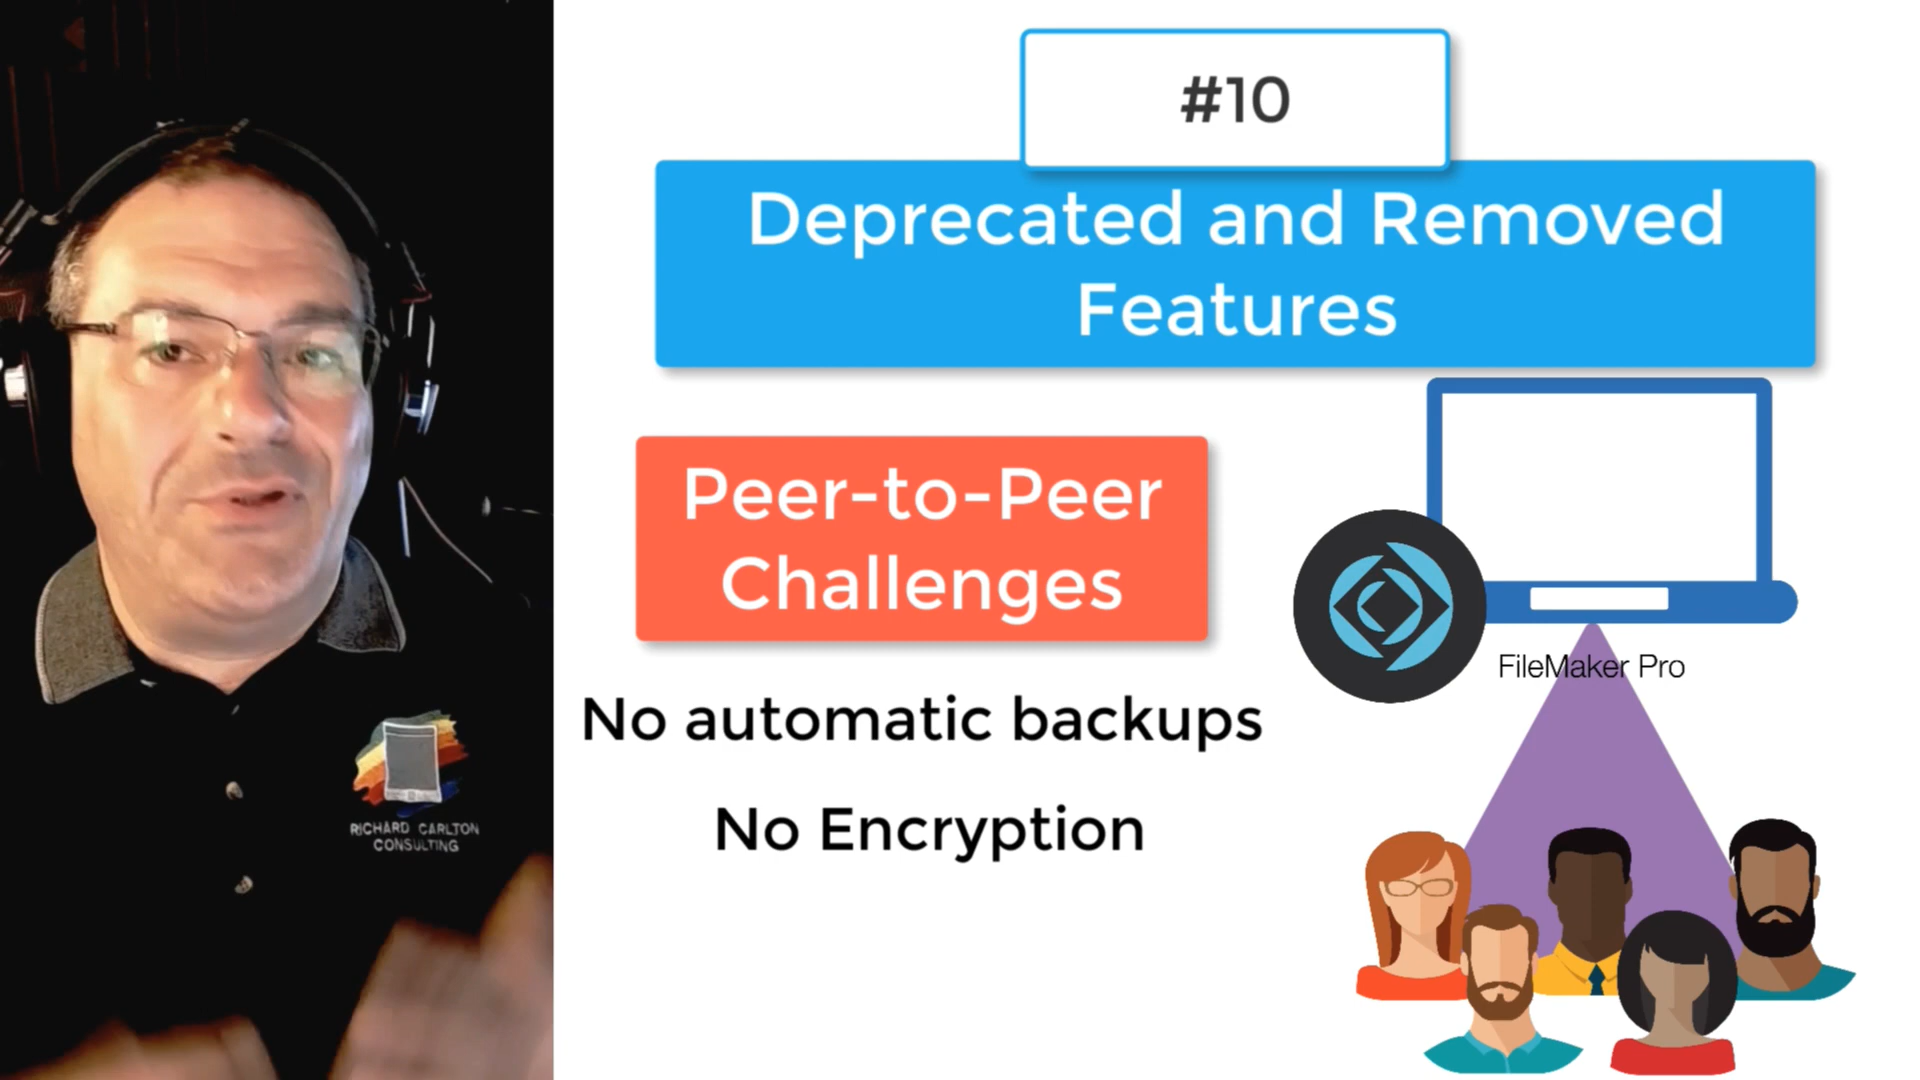 #10
Deprecated and Removed
Features
Peer-to-Peer
Challenges
FileMaker Pro
No automatic backups
No Encryption
RICHARD CARLTON
CONSULTING